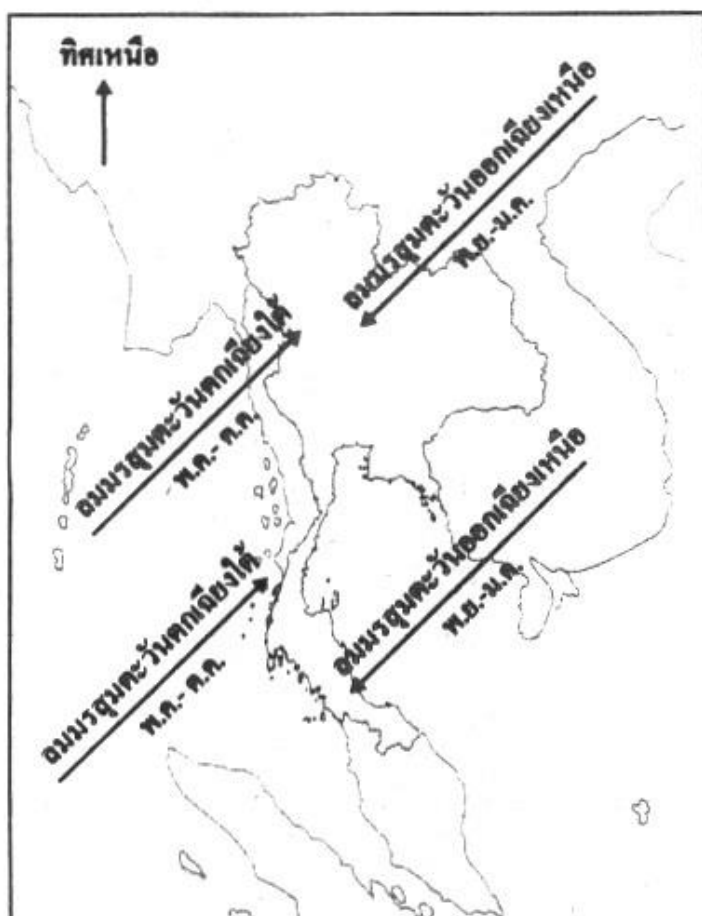 ทิศเหนือ
ลมมรสุมตะวันออกเฉียงเหนือ
พ.ย.-ม.ค.
ลมมรสุมตะวันตกเฉียงใต้
พ.ค.- ต.ค.
ลมมรสุมตะวันออกเฉียงเหนือ
พ.ย.-ม.ค.
ลมมรสุมตะวันตกเฉียงใต้
พ.ค.- ต.ค.